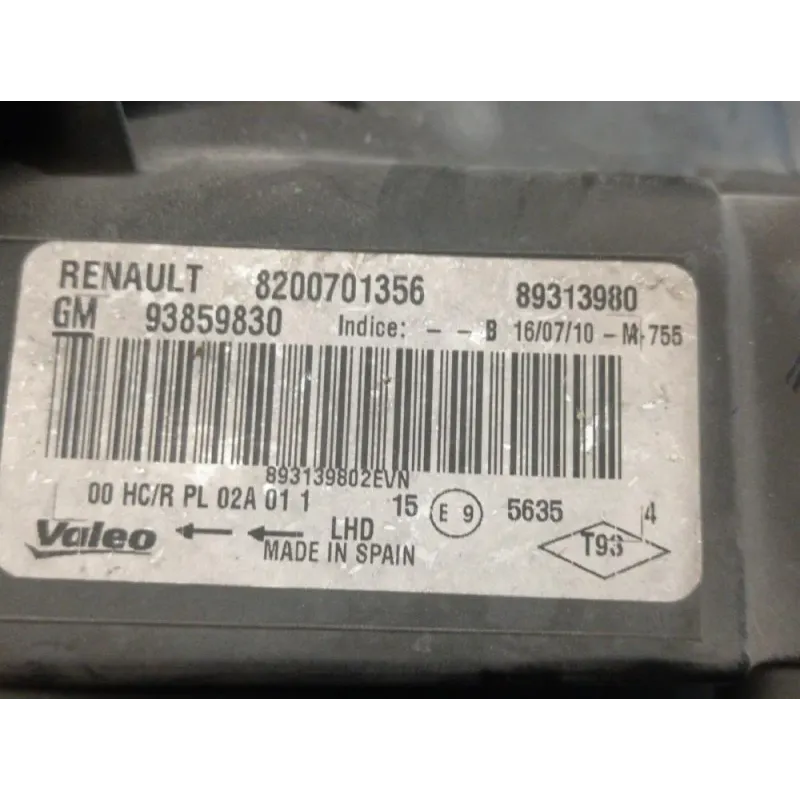 RENAULT 8200701356 89313980
GM 93859830 Indice: - - B 16/07/10 - M-755
893139802EVN
00 HC/R PL 02A 01 1 15 E 9 5635 4
Valeo ← ← LHD T93
MADE IN SPAIN